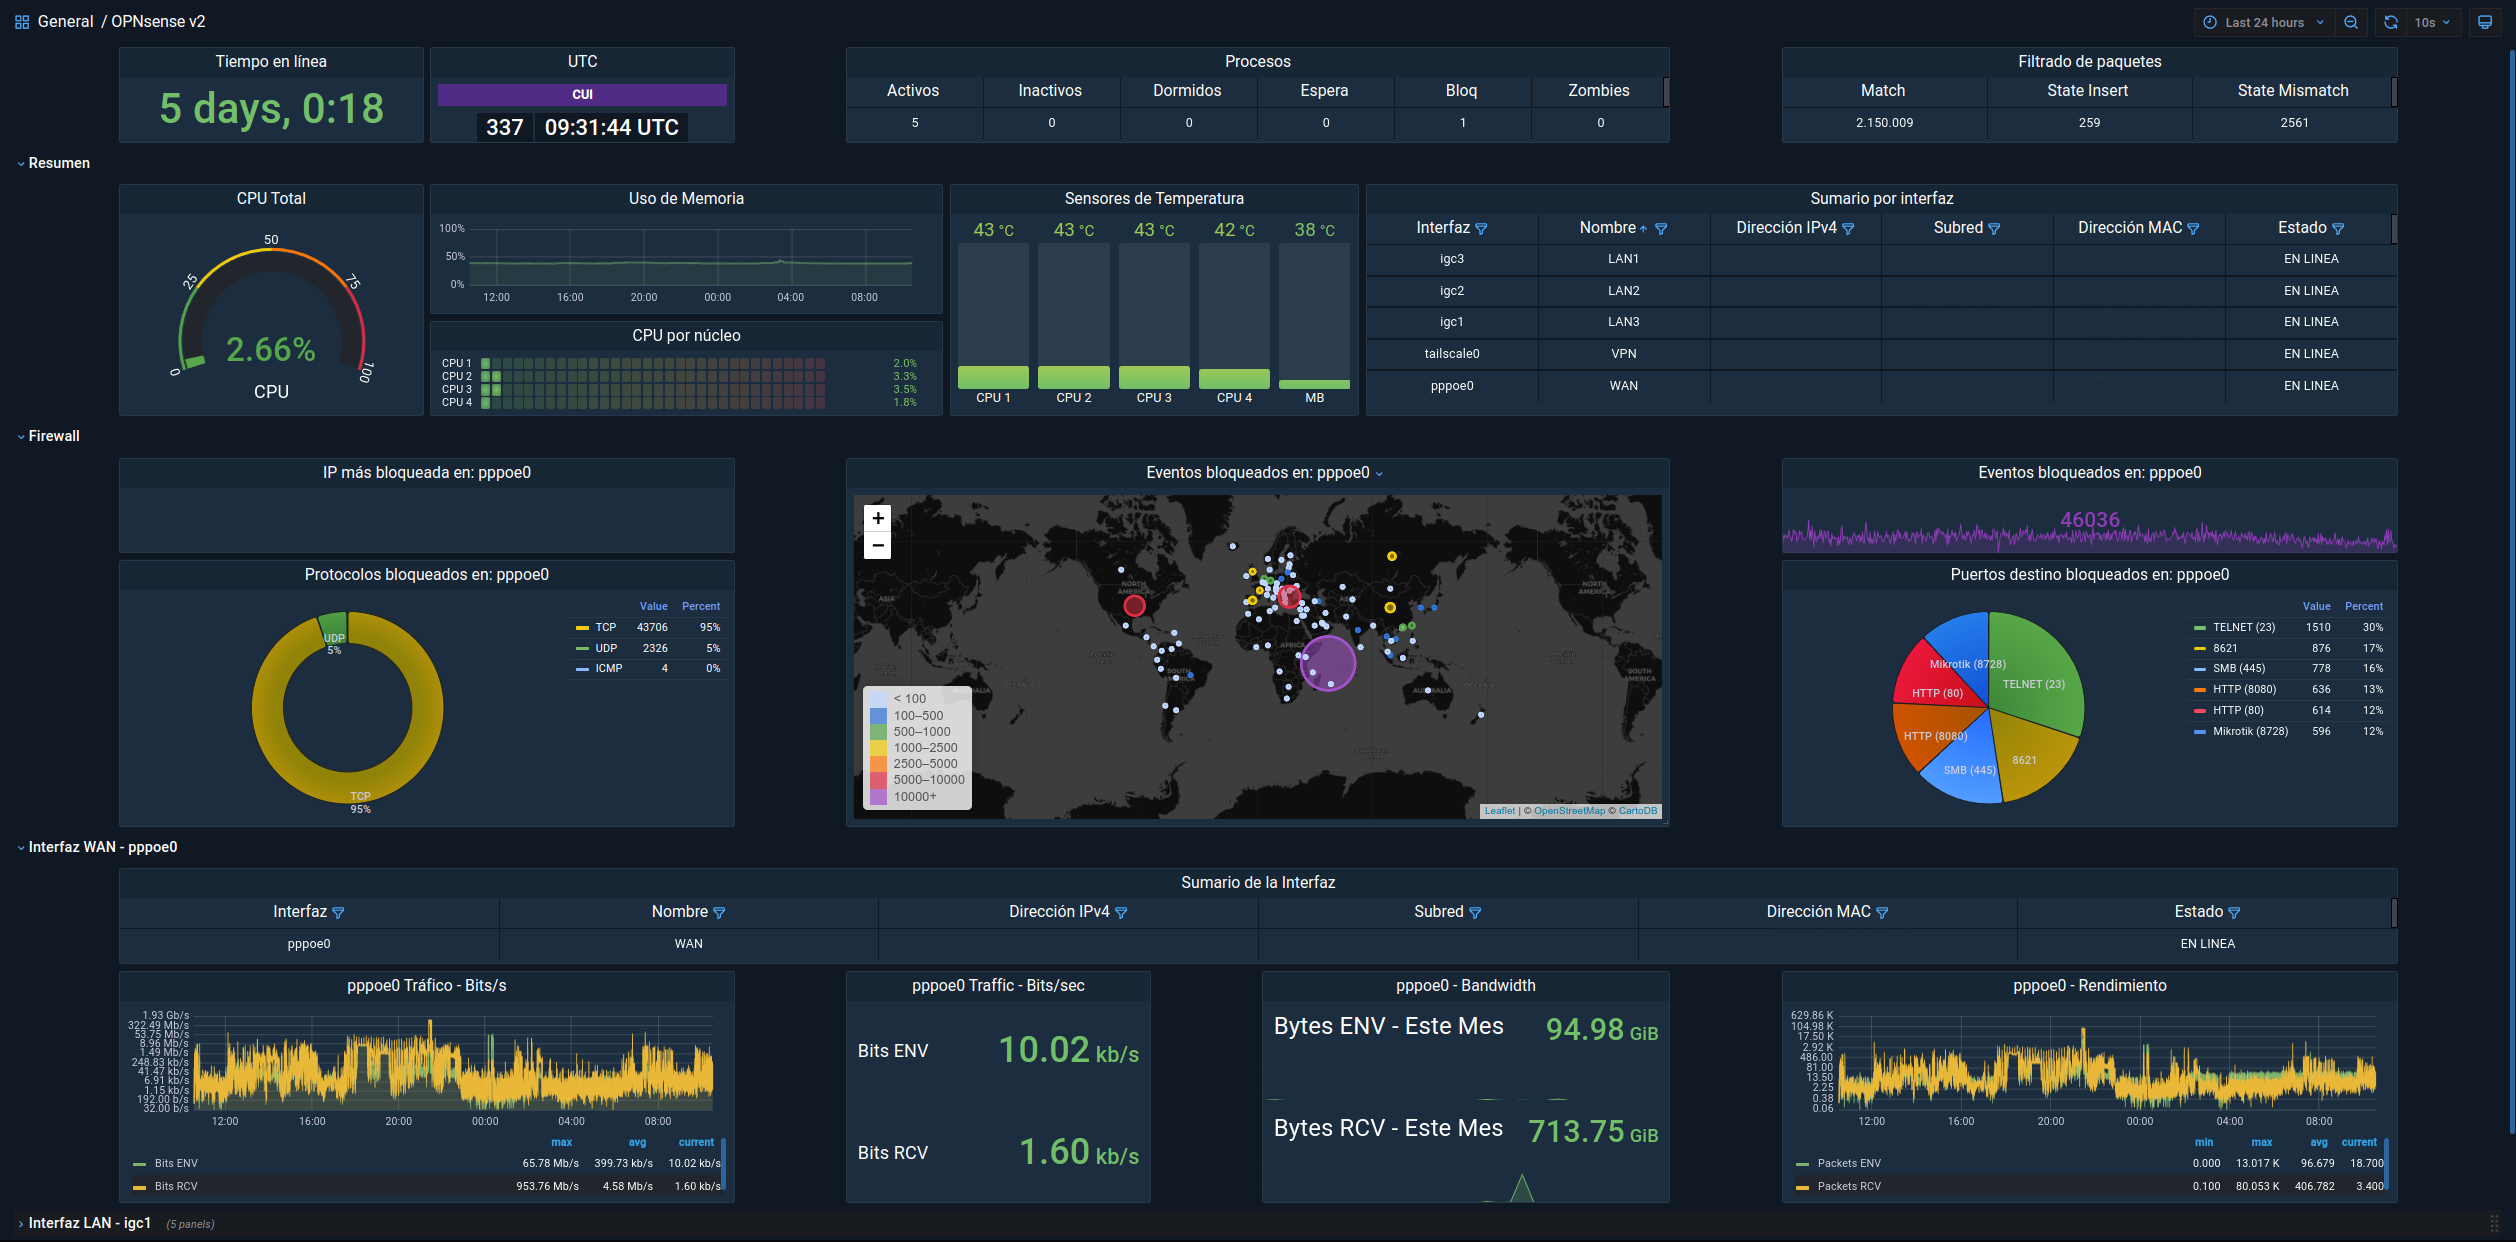 General / OPNsense v2
Last 24 hours
10s
Tiempo en línea
5 days, 0:18
UTC
CUI
337 09:31:44 UTC
Procesos
Activos Inactivos Dormidos Espera Bloq Zombies
5 0 0 0 1 0
Filtrado de paquetes
Match State Insert State Mismatch
2.150.009 259 2561
Resumen
CPU Total
0 25 50 75 100
2.66%
CPU
Uso de Memoria
100%
50%
0%
12:00 16:00 20:00 00:00 04:00 08:00
CPU por núcleo
CPU 1 2.0%
CPU 2 3.3%
CPU 3 3.5%
CPU 4 1.8%
Sensores de Temperatura
43 °C 43 °C 43 °C 42 °C 38 °C
CPU 1 CPU 2 CPU 3 CPU 4 MB
Sumario por interfaz
Interfaz Nombre Dirección IPv4 Subred Dirección MAC Estado
igc3 LAN1 EN LINEA
igc2 LAN2 EN LINEA
igc1 LAN3 EN LINEA
tailscale0 VPN EN LINEA
pppoe0 WAN EN LINEA
Firewall
IP más bloqueada en: pppoe0
Protocolos bloqueados en: pppoe0
Value Percent
TCP 43706 95%
UDP 2326 5%
ICMP 4 0%
UDP
5%
TCP
95%
Eventos bloqueados en: pppoe0
+
−
NORTH
AMERICA
NORTH
AMERICA
ASIA
AFRICA
SOUTH
AMERICA
SOUTH
AMERICA
OCEANIA
OCEANIA
< 100
100–500
500–1000
1000–2500
2500–5000
5000–10000
10000+
Leaflet | © OpenStreetMap © CartoDB
Eventos bloqueados en: pppoe0
46036
Puertos destino bloqueados en: pppoe0
Value Percent
TELNET (23) 1510 30%
8621 876 17%
SMB (445) 778 16%
HTTP (8080) 636 13%
HTTP (80) 614 12%
Mikrotik (8728) 596 12%
Mikrotik (8728)
TELNET (23)
HTTP (80)
HTTP (8080)
8621
SMB (445)
Interfaz WAN - pppoe0
Sumario de la Interfaz
Interfaz Nombre Dirección IPv4 Subred Dirección MAC Estado
pppoe0 WAN EN LINEA
pppoe0 Tráfico - Bits/s
1.93 Gb/s
322.49 Mb/s
53.75 Mb/s
8.96 Mb/s
1.49 Mb/s
248.83 kb/s
41.47 kb/s
6.91 kb/s
1.15 kb/s
192.00 b/s
32.00 b/s
12:00 16:00 20:00 00:00 04:00 08:00
max avg current
Bits ENV 65.78 Mb/s 399.73 kb/s 10.02 kb/s
Bits RCV 953.76 Mb/s 4.58 Mb/s 1.60 kb/s
pppoe0 Traffic - Bits/sec
Bits ENV 10.02 kb/s
Bits RCV 1.60 kb/s
pppoe0 - Bandwidth
Bytes ENV - Este Mes 94.98 GiB
Bytes RCV - Este Mes 713.75 GiB
pppoe0 - Rendimiento
629.86 K
104.98 K
17.50 K
2.92 K
486.00
81.00
13.50
2.25
0.38
0.06
12:00 16:00 20:00 00:00 04:00 08:00
min max avg current
Packets ENV 0.000 13.017 K 96.679 18.700
Packets RCV 0.100 80.053 K 406.782 3.400
Interfaz LAN - igc1 (5 panels)